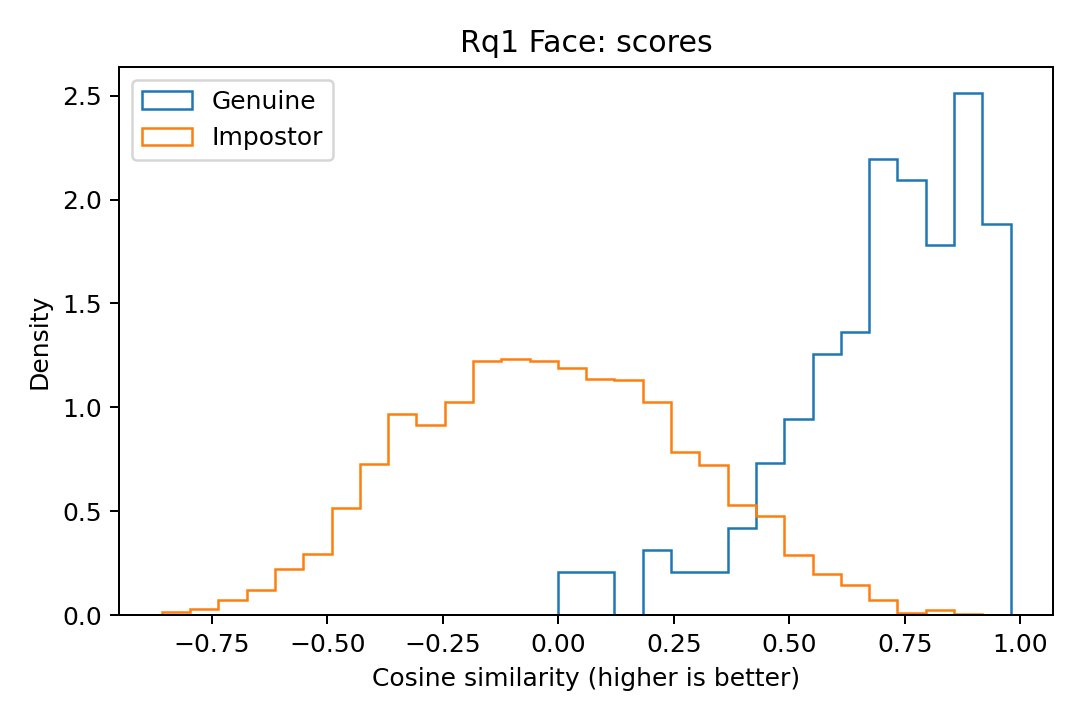 Rq1 Face: scores
Genuine
Impostor
Density
2.5
2.0
1.5
1.0
0.5
0.0
−0.75 −0.50 −0.25 0.00 0.25 0.50 0.75 1.00
Cosine similarity (higher is better)